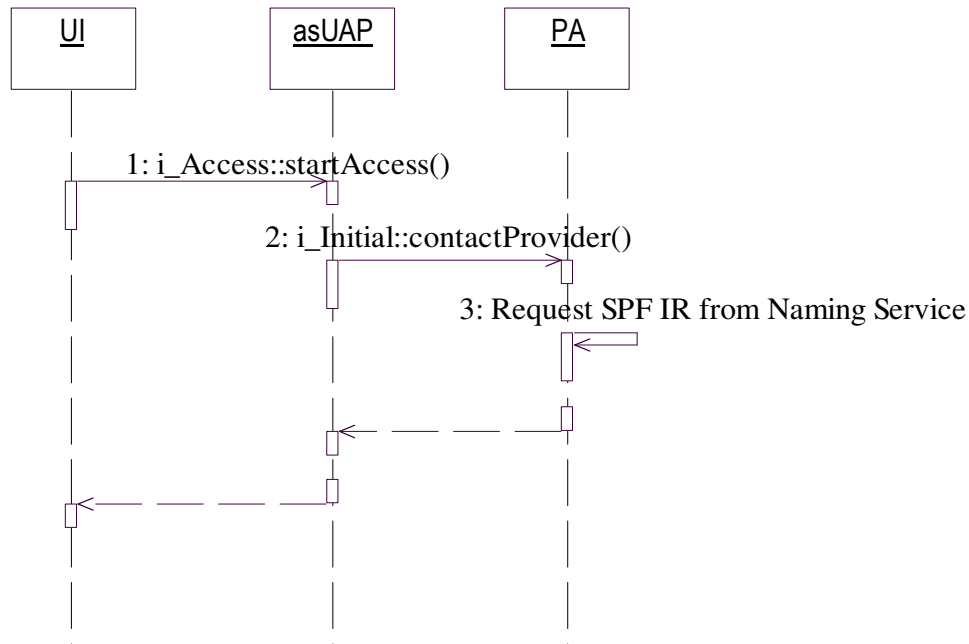 UI
asUAP
PA
1: i_Access::startAccess()
2: i_Initial::contactProvider()
3: Request SPF IR from Naming Service